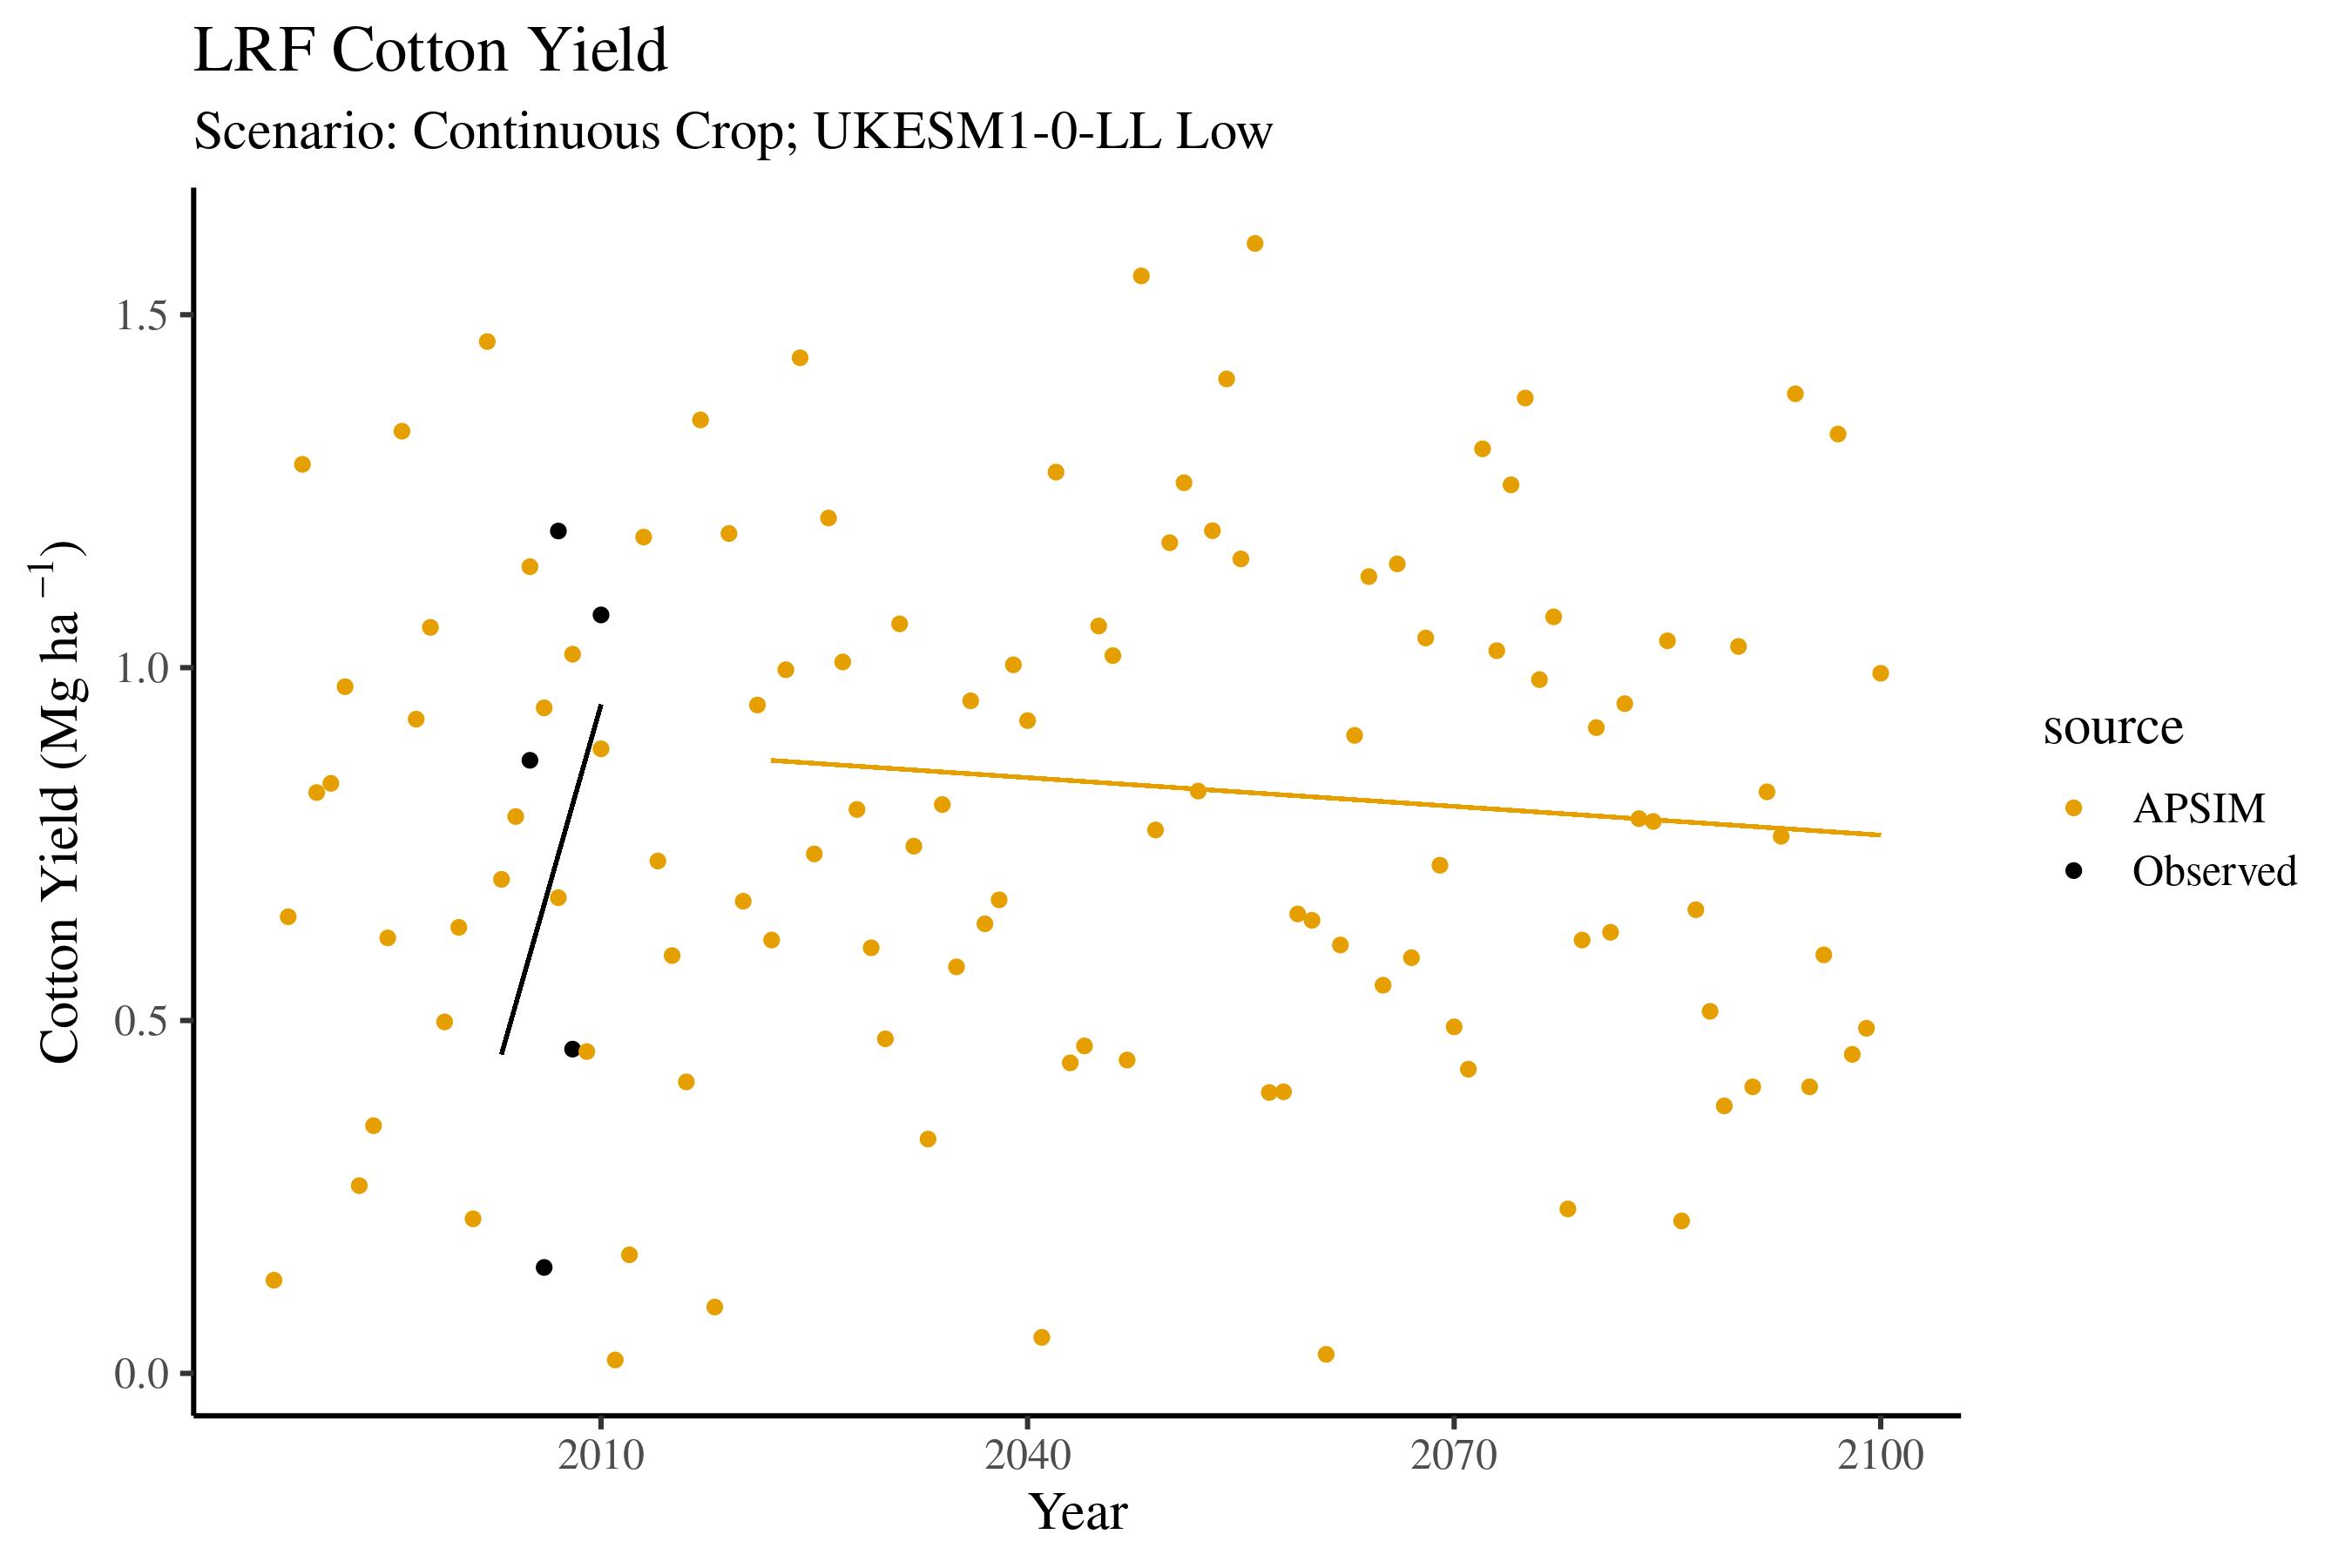 LRF Cotton Yield
Scenario: Continuous Crop; UKESM1-0-LL Low
Cotton Yield (Mg ha⁻¹)
1.5
1.0
0.5
0.0
2010 2040 2070 2100
Year
source
APSIM
Observed